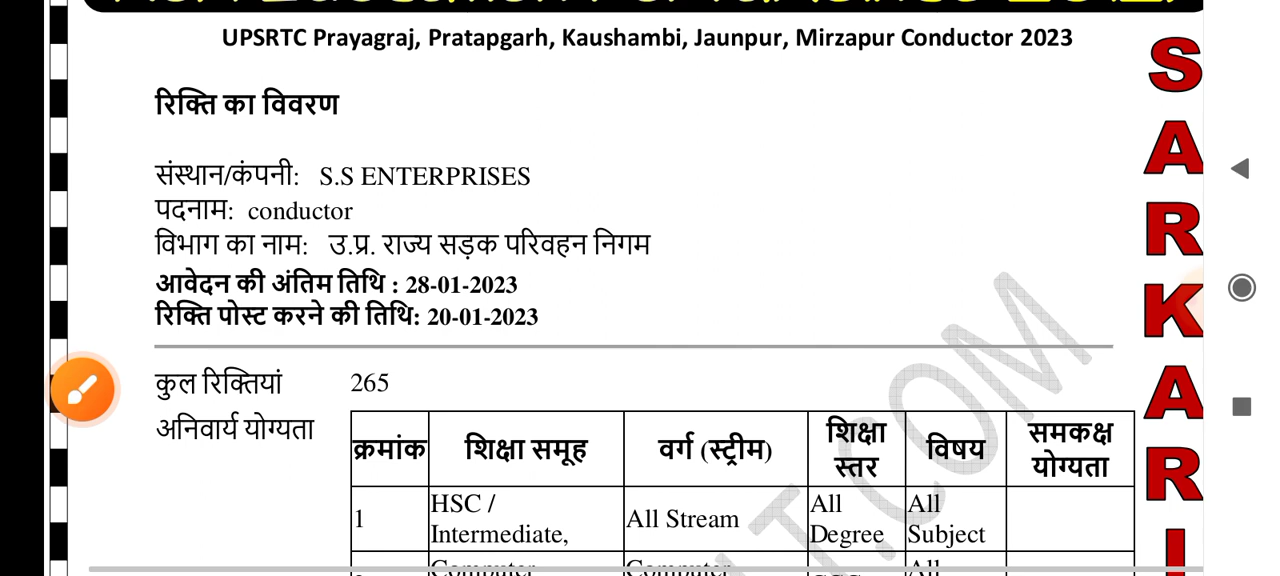 UPSRTC Prayagraj, Pratapgarh, Kaushambi, Jaunpur, Mirzapur Conductor 2023
रिक्ति का विवरण
संस्थान/कंपनी: S.S ENTERPRISES
पदनाम: conductor
विभाग का नाम: उ.प्र. राज्य सड़क परिवहन निगम
आवेदन की अंतिम तिथि : 28-01-2023
रिक्ति पोस्ट करने की तिथि: 20-01-2023
कुल रिक्तियां 265
अनिवार्य योग्यता
क्रमांक शिक्षा समूह वर्ग (स्ट्रीम) शिक्षा स्तर विषय समकक्ष योग्यता
1 HSC / Intermediate, All Stream All Degree All Subject
SARKARI
T.COM